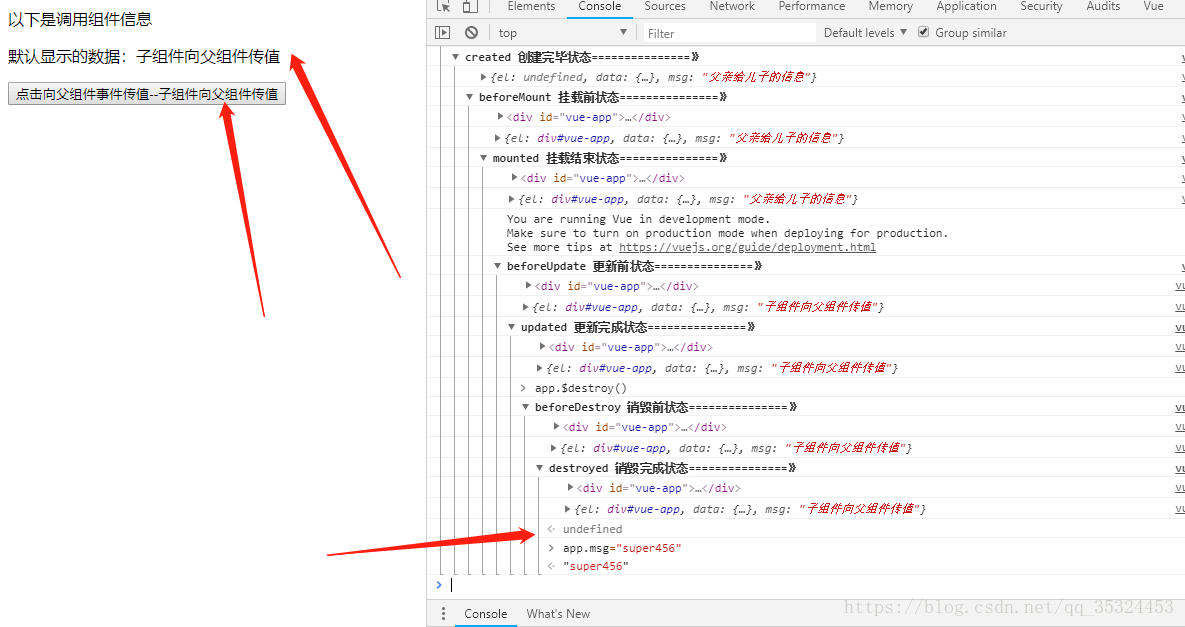 以下是调用组件信息
默认显示的数据：子组件向父组件传值
点击向父组件事件传值--子组件向父组件传值
Elements Console Sources Network Performance Memory Application Security Audits Vue
top Filter Default levels Group similar
created 创建完毕状态===============》
{el: undefined, data: {…}, msg: "父亲给儿子的信息"}
beforeMount 挂载前状态===============》
<div id="vue-app">…</div>
{el: div#vue-app, data: {…}, msg: "父亲给儿子的信息"}
mounted 挂载结束状态===============》
<div id="vue-app">…</div>
{el: div#vue-app, data: {…}, msg: "父亲给儿子的信息"}
You are running Vue in development mode.
Make sure to turn on production mode when deploying for production.
See more tips at https://vuejs.org/guide/deployment.html
beforeUpdate 更新前状态===============》
<div id="vue-app">…</div>
{el: div#vue-app, data: {…}, msg: "子组件向父组件传值"}
updated 更新完成状态===============》
<div id="vue-app">…</div>
{el: div#vue-app, data: {…}, msg: "子组件向父组件传值"}
> app.$destroy()
beforeDestroy 销毁前状态===============》
<div id="vue-app">…</div>
{el: div#vue-app, data: {…}, msg: "子组件向父组件传值"}
destroyed 销毁完成状态===============》
<div id="vue-app">…</div>
{el: div#vue-app, data: {…}, msg: "子组件向父组件传值"}
undefined
> app.msg="super456"
"super456"
>
Console What's New
https://blog.csdn.net/qq_35324453